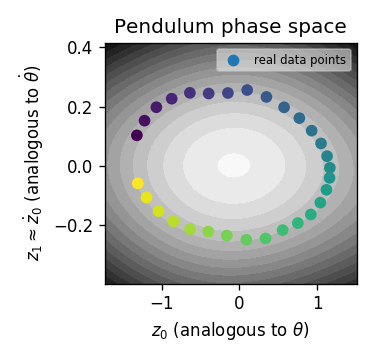 Pendulum phase space
real data points
z₁ ≈ ż₀ (analogous to θ̇)
0.4
0.2
0.0
−0.2
−1
0
1
z₀ (analogous to θ)